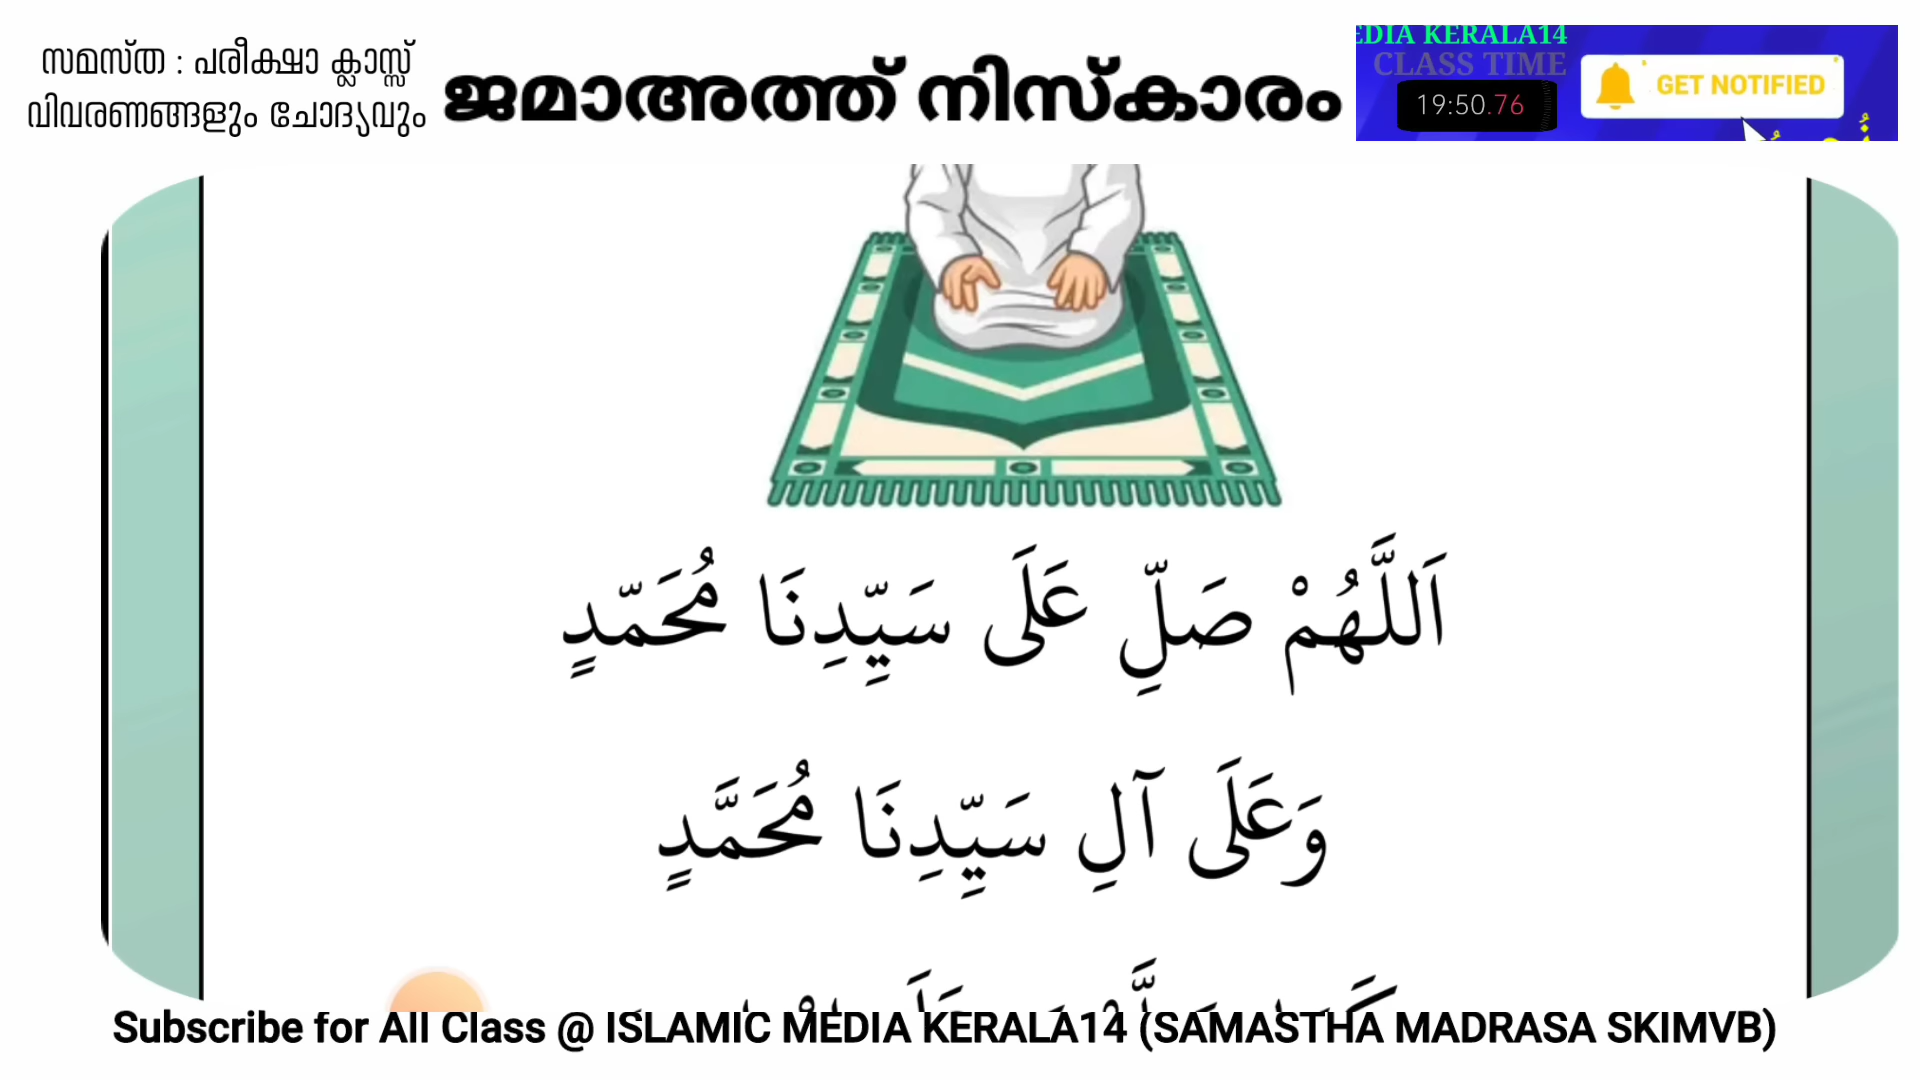 സമസ്ത : പരീക്ഷാ ക്ലാസ്സ്
വിവരണങ്ങളും ചോദ്യവും
ജമാഅത്ത് നിസ്കാരം
KERALA14
CLASS TIME
19:50.76
GET NOTIFIED
اَللَّهُمْ صَلِّ عَلَى سَيِّدِنَا مُحَمّدٍ
وَعَلَى آلِ سَيِّدِنَا مُحَمَّدٍ
Subscribe for All Class @ ISLAMIC MEDIA KERALA14 (SAMASTHA MADRASA SKIMVB)